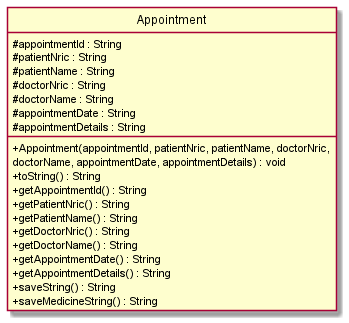 Appointment
#appointmentId : String
#patientNric : String
#patientName : String
#doctorNric : String
#doctorName : String
#appointmentDate : String
#appointmentDetails : String
+Appointment(appointmentId, patientNric, patientName, doctorNric,
doctorName, appointmentDate, appointmentDetails) : void
+toString() : String
+getAppointmentId() : String
+getPatientNric() : String
+getPatientName() : String
+getDoctorNric() : String
+getDoctorName() : String
+getAppointmentDate() : String
+getAppointmentDetails() : String
+saveString() : String
+saveMedicineString() : String